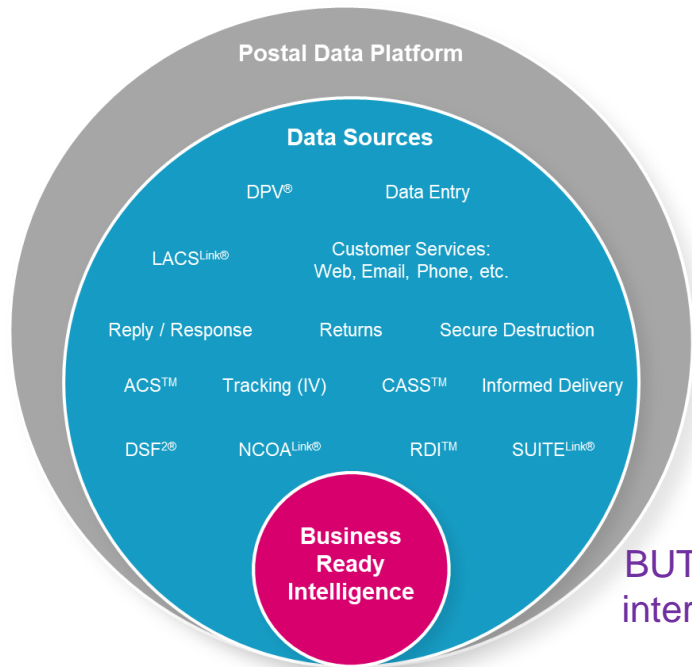 Postal Data Platform
Data Sources
DPV® Data Entry
LACSLink® Customer Services:
Web, Email, Phone, etc.
Reply / Response Returns Secure Destruction
ACS™ Tracking (IV) CASS™ Informed Delivery
DSF2® NCOALink® RDI™ SUITELink®
Business
Ready
Intelligence
BUT
inter